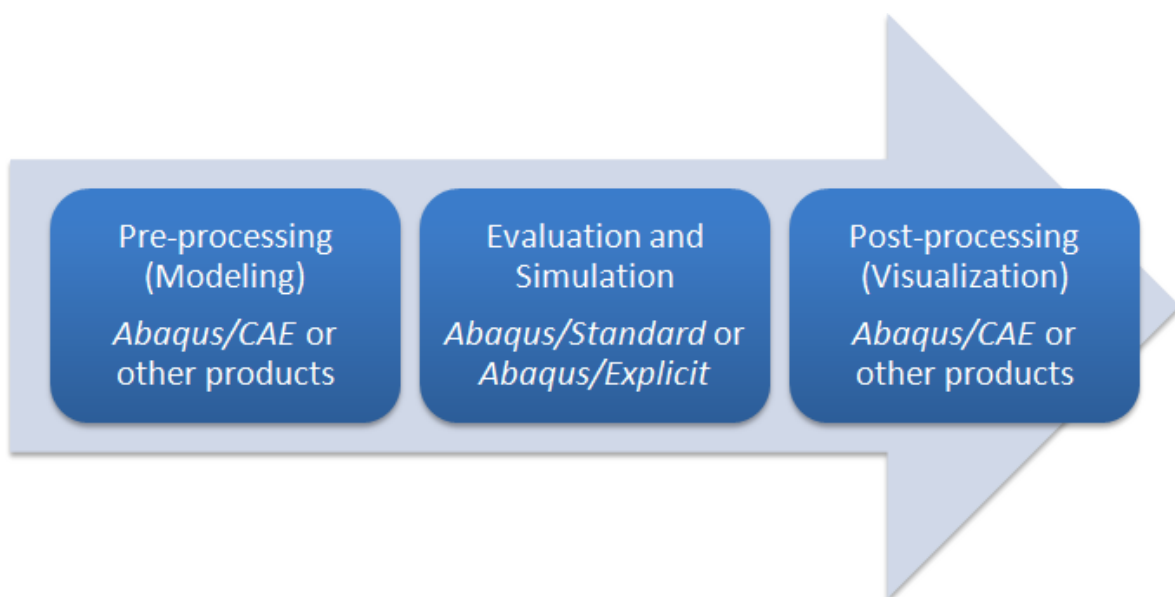 Pre-processing
(Modeling)
Abaqus/CAE or
other products
Evaluation and
Simulation
Abaqus/Standard or
Abaqus/Explicit
Post-processing
(Visualization)
Abaqus/CAE or
other products